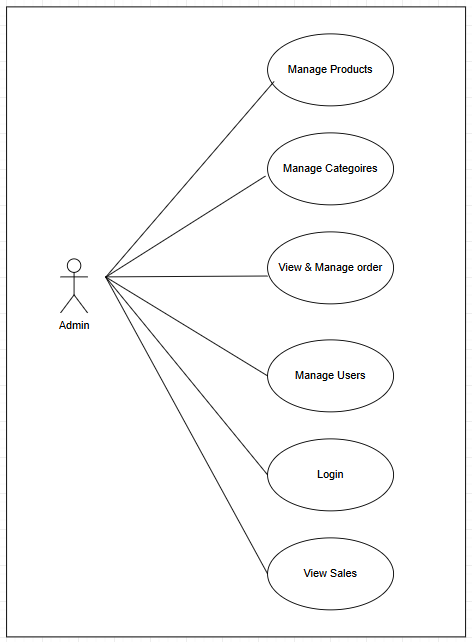 Manage Products
Manage Categoires
View & Manage order
Admin
Manage Users
Login
View Sales